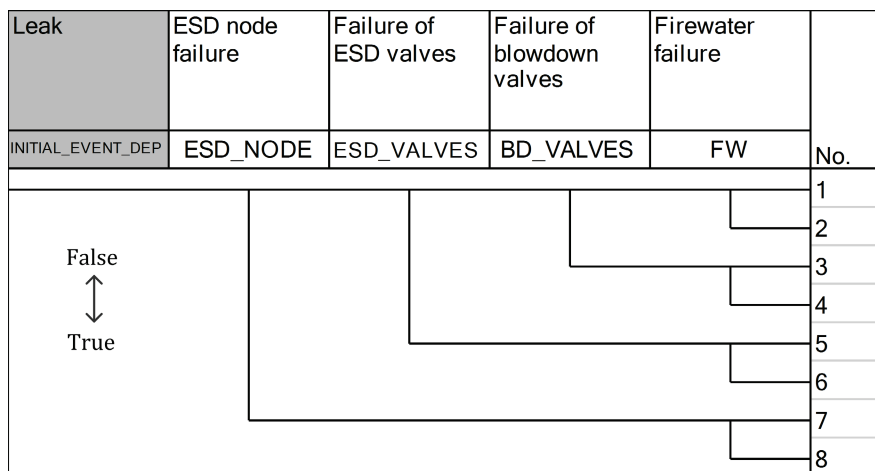 Leak
ESD node
failure
Failure of
ESD valves
Failure of
blowdown
valves
Firewater
failure
INITIAL_EVENT_DEP
ESD_NODE
ESD_VALVES
BD_VALVES
FW
No.
1
2
3
4
5
6
7
8
False
True